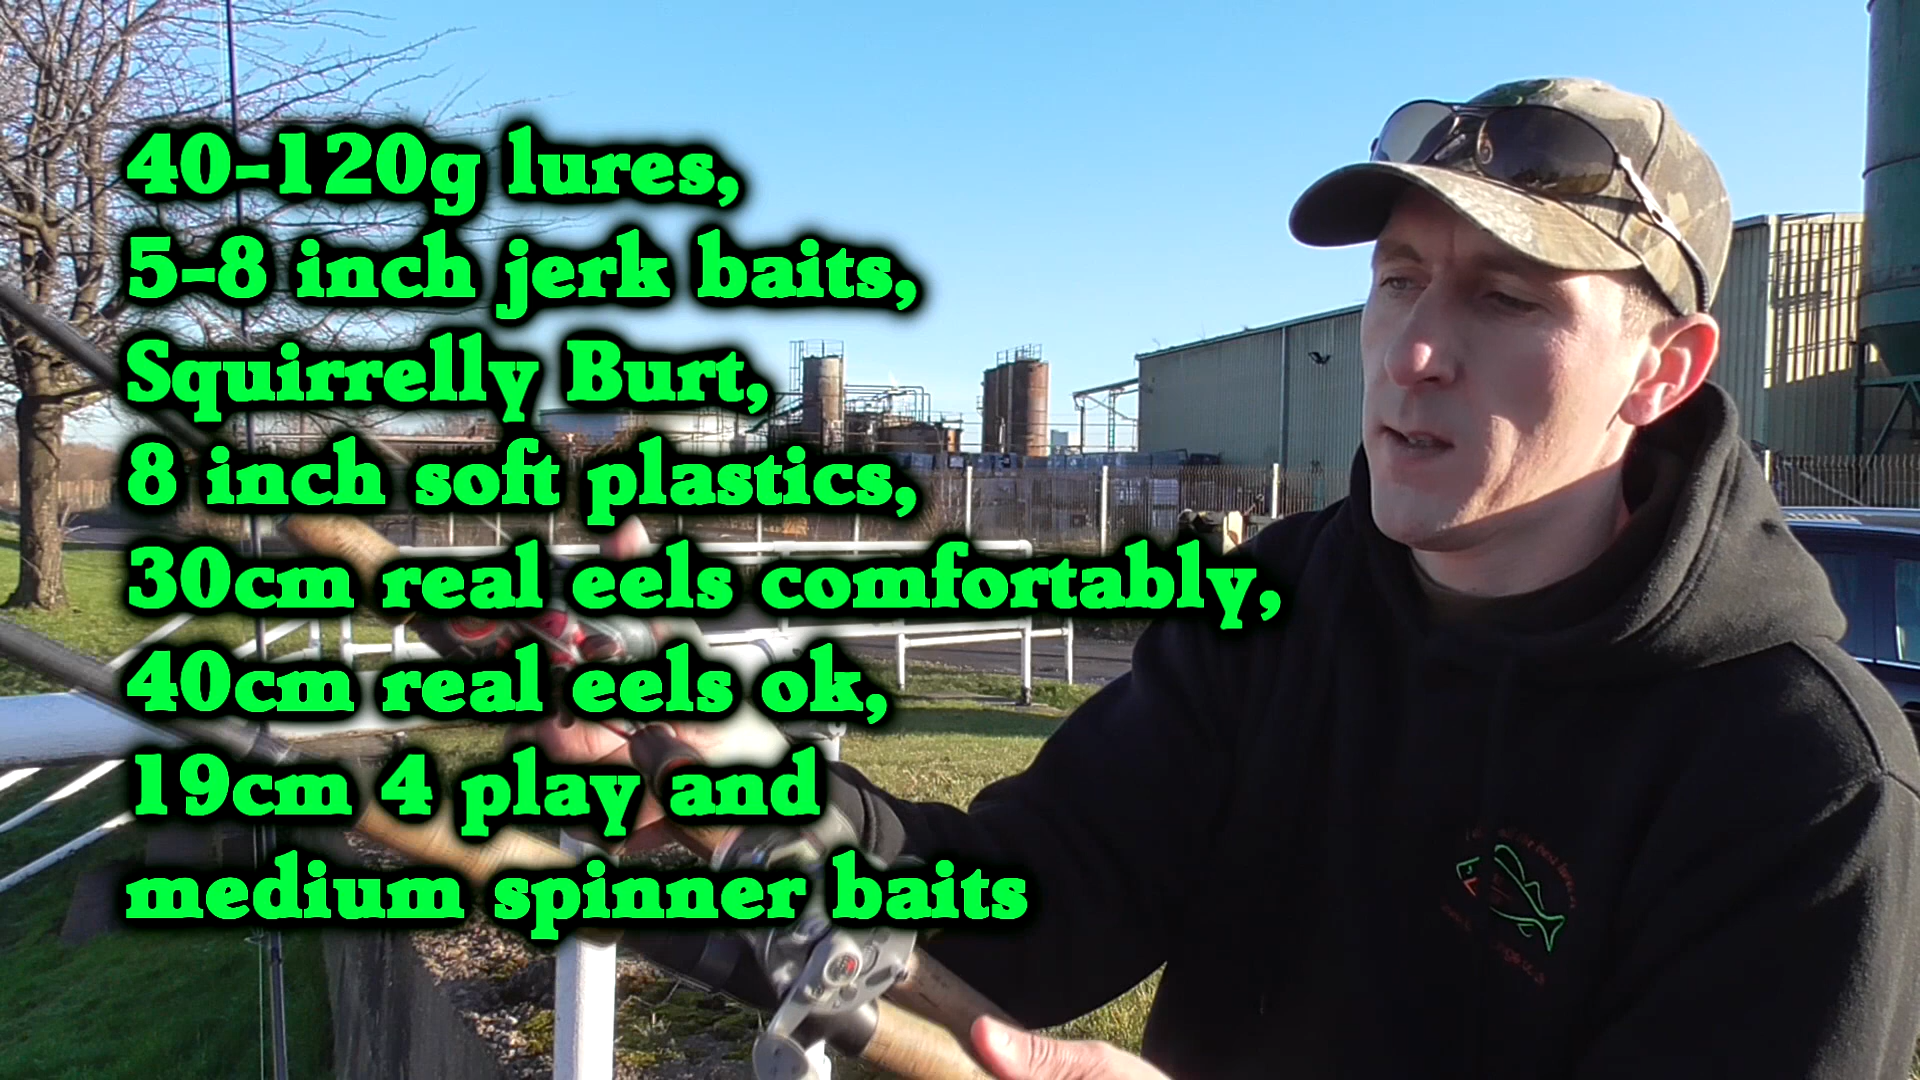 40-120g lures,
5-8 inch jerk baits,
Squirrelly Burt,
8 inch soft plastics,
30cm real eels comfortably,
40cm real eels ok,
19cm 4 play and
medium spinner baits